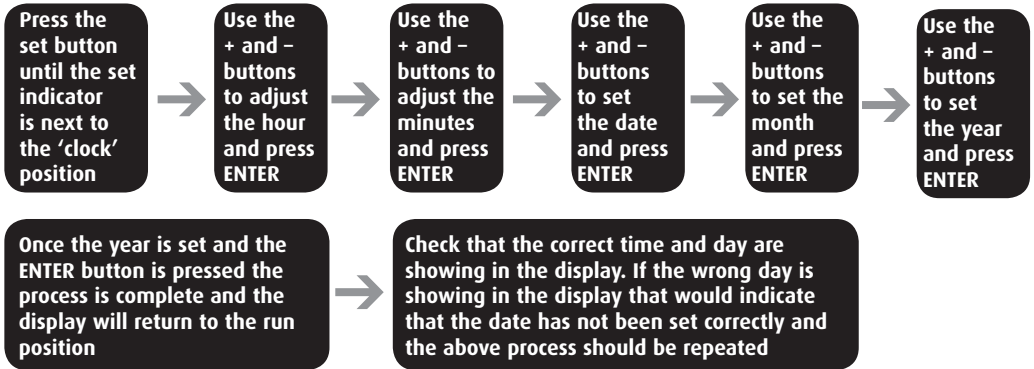 Press the
set button
until the set
indicator
is next to
the ‘clock’
position
Use the
+ and –
buttons
to adjust
the hour
and press
ENTER
Use the
+ and –
buttons to
adjust the
minutes
and press
ENTER
Use the
+ and –
buttons
to set
the date
and press
ENTER
Use the
+ and –
buttons
to set the
month
and press
ENTER
Use the
+ and –
buttons
to set
the year
and press
ENTER
Once the year is set and the
ENTER button is pressed the
process is complete and the
display will return to the run
position
Check that the correct time and day are
showing in the display. If the wrong day is
showing in the display that would indicate
that the date has not been set correctly and
the above process should be repeated